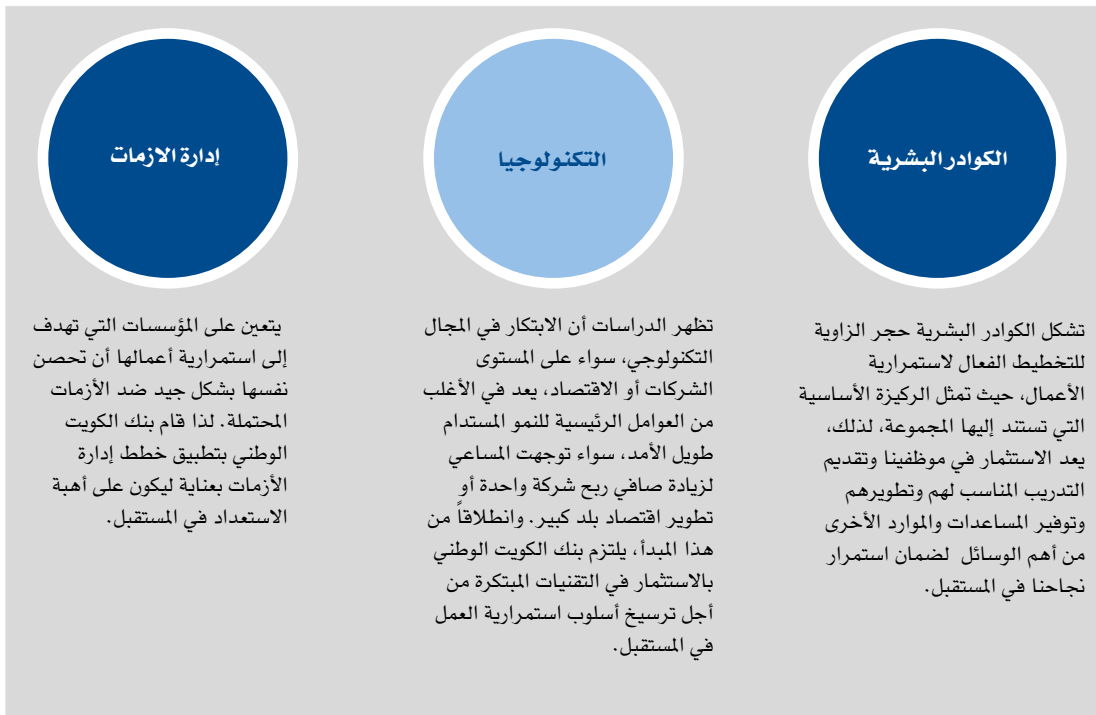 الكوادر البشرية
تشكل الكوادر البشرية حجر الزاوية
للتخطيط الفعال لاستمرارية
الأعمال، حيث تمثل الركيزة الأساسية
التي تستند إليها المجموعة، لذلك،
يعد الاستثمار في موظفينا وتقديم
التدريب المناسب لهم وتطويرهم
وتوفير المساعدات والموارد الأخرى
من أهم الوسائل لضمان استمرار
نجاحنا في المستقبل.
التكنولوجيا
تظهر الدراسات أن الابتكار في المجال
التكنولوجي، سواء على المستوى
الشركات أو الاقتصاد، يعد في الأغلب
من العوامل الرئيسية للنمو المستدام
طويل الأمد، سواء توجهت المساعي
لزيادة صافي ربح شركة واحدة أو
تطوير اقتصاد بلد كبير. وانطلاقاً من
هذا المبدأ، يلتزم بنك الكويت الوطني
بالاستثمار في التقنيات المبتكرة من
أجل ترسيخ أسلوب استمرارية العمل
في المستقبل.
إدارة الازمات
يتعين على المؤسسات التي تهدف
إلى استمرارية أعمالها أن تحصن
نفسها بشكل جيد ضد الأزمات
المحتملة. لذا قام بنك الكويت
الوطني بتطبيق خطط إدارة
الأزمات بعناية ليكون على أهبة
الاستعداد في المستقبل.